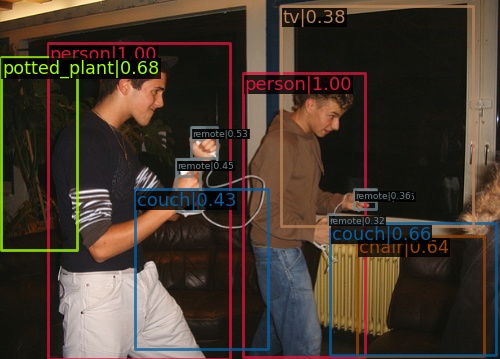 tv|0.38
person|1.00
potted_plant|0.68
person|1.00
remote|0.53
remote|0.45
couch|0.43
remote|0.36
remote|0.32
couch|0.66
chair|0.64